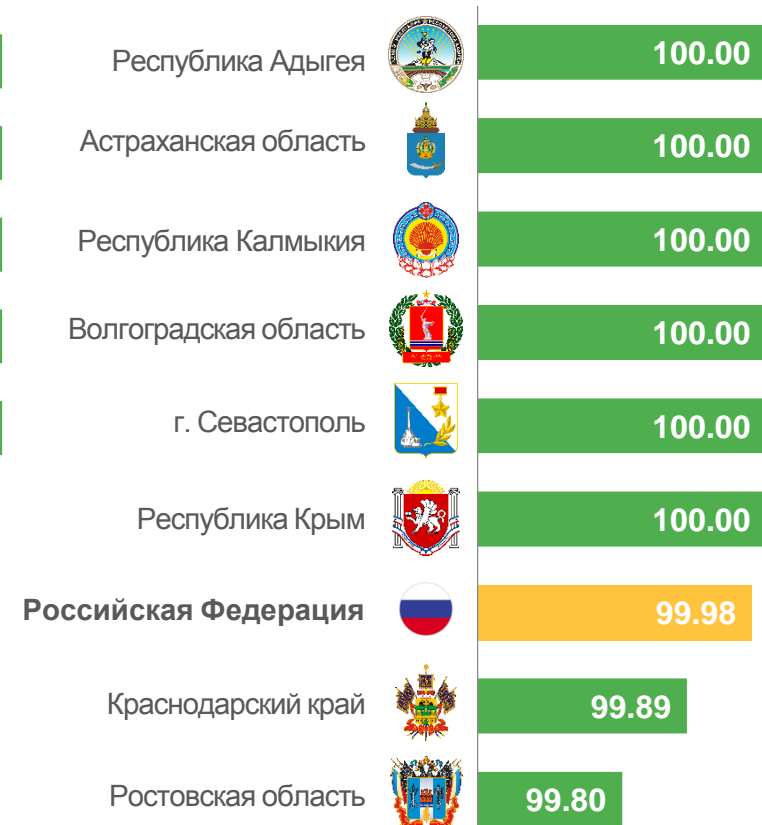 Республика Адыгея 100.00
Астраханская область 100.00
Республика Калмыкия 100.00
Волгоградская область 100.00
г. Севастополь 100.00
Республика Крым 100.00
Российская Федерация 99.98
Краснодарский край 99.89
Ростовская область 99.80